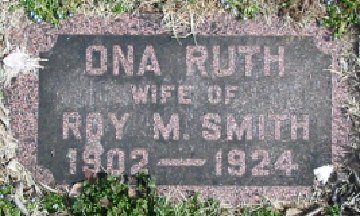 ONA RUTH
WIFE OF
ROY M. SMITH
1902 — 1924